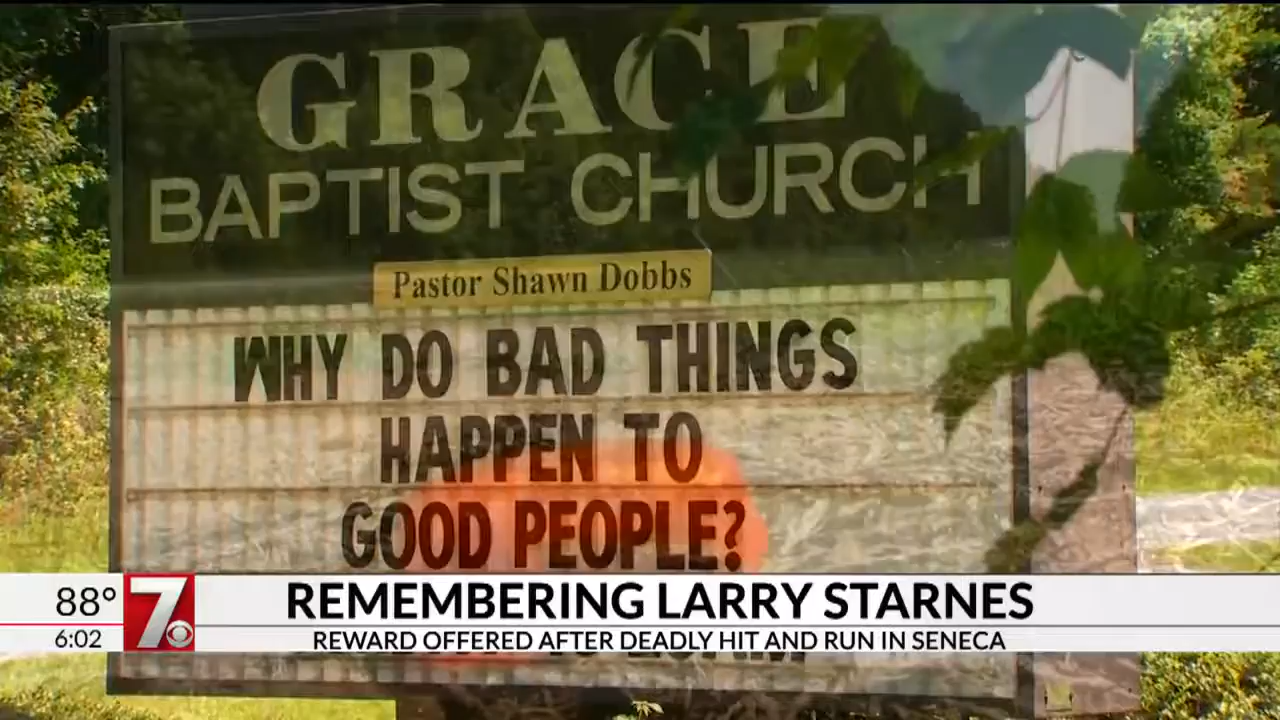 GRACE
BAPTIST CHURCH
Pastor Shawn Dobbs
WHY DO BAD THINGS
HAPPEN TO
GOOD PEOPLE?
88°
6:02
7
REMEMBERING LARRY STARNES
REWARD OFFERED AFTER DEADLY HIT AND RUN IN SENECA